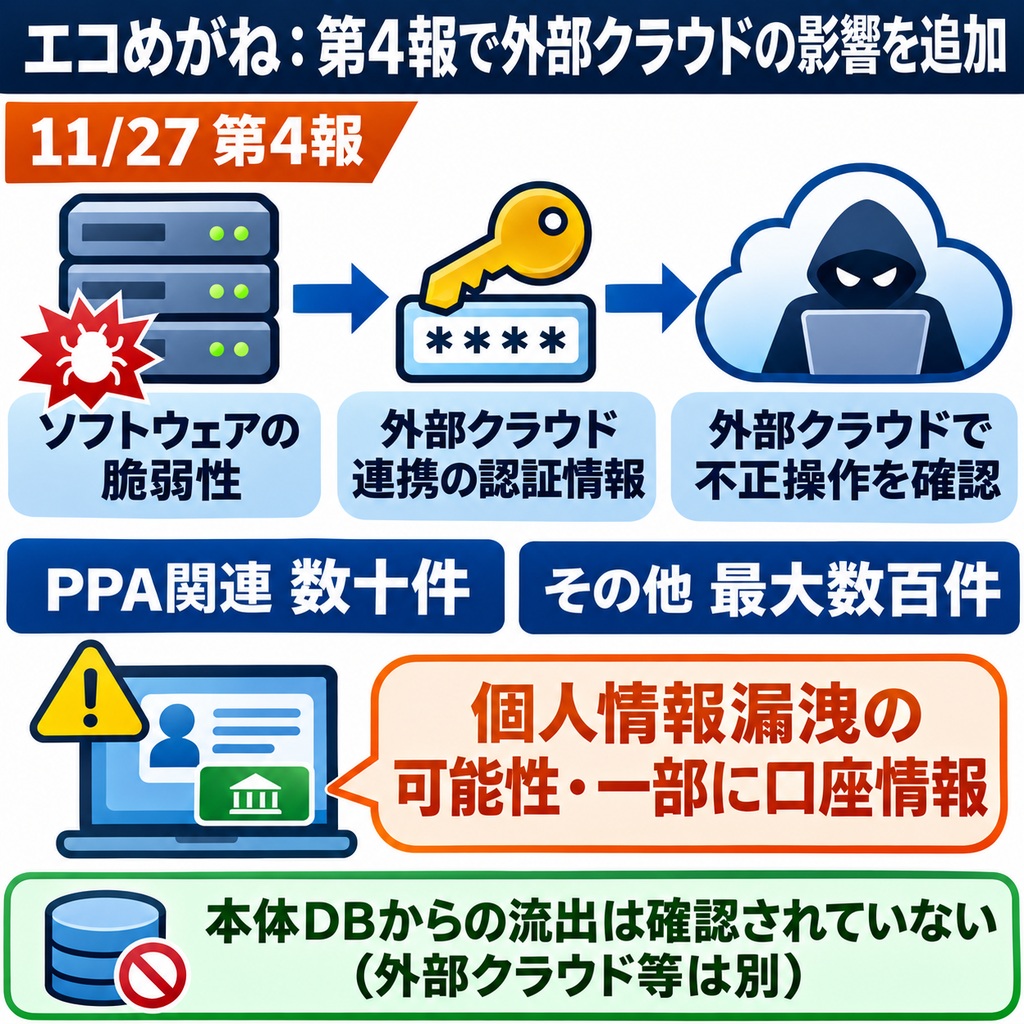 エコめがね:第4報で外部クラウドの影響を追加
11/27 第4報
****
ソフトウェアの
脆弱性
外部クラウド
連携の認証情報
外部クラウドで
不正操作を確認
PPA関連 数十件
その他 最大数百件
!
個人情報漏洩の
可能性・一部に口座情報
本体DBからの流出は確認されていない
(外部クラウド等は別)